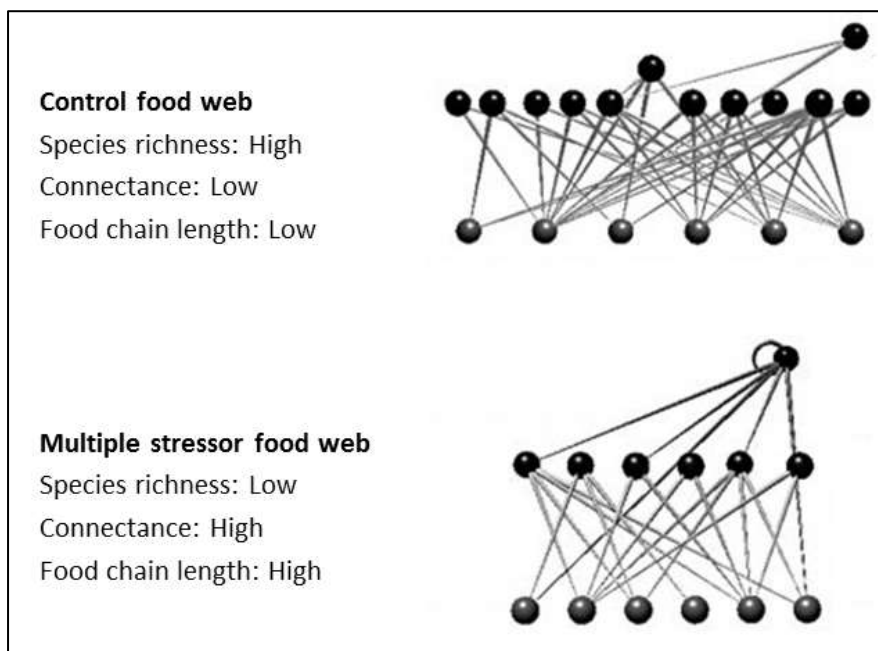 Control food web
Species richness: High
Connectance: Low
Food chain length: Low
Multiple stressor food web
Species richness: Low
Connectance: High
Food chain length: High